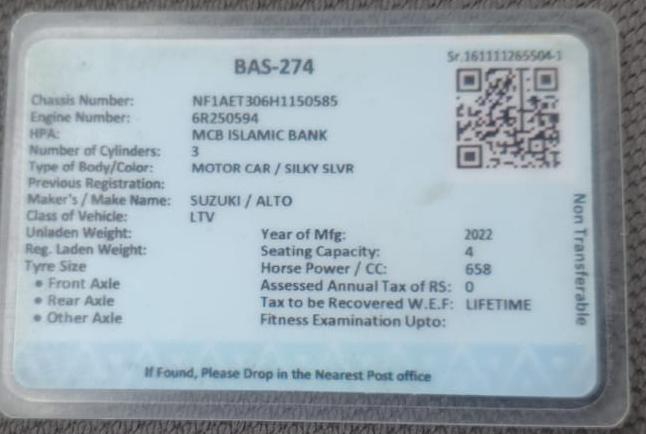 Sr.161111265504-1
BAS-274
Chassis Number: NF1AET306H1150585
Engine Number: 6R250594
HPA: MCB ISLAMIC BANK
Number of Cylinders: 3
Type of Body/Color: MOTOR CAR / SILKY SLVR
Previous Registration:
Maker's / Make Name: SUZUKI / ALTO
Class of Vehicle: LTV
Unladen Weight: Year of Mfg: 2022
Reg. Laden Weight: Seating Capacity: 4
Tyre Size Horse Power / CC: 658
• Front Axle Assessed Annual Tax of RS: 0
• Rear Axle Tax to be Recovered W.E.F: LIFETIME
• Other Axle Fitness Examination Upto:
Non Transferable
If Found, Please Drop in the Nearest Post office